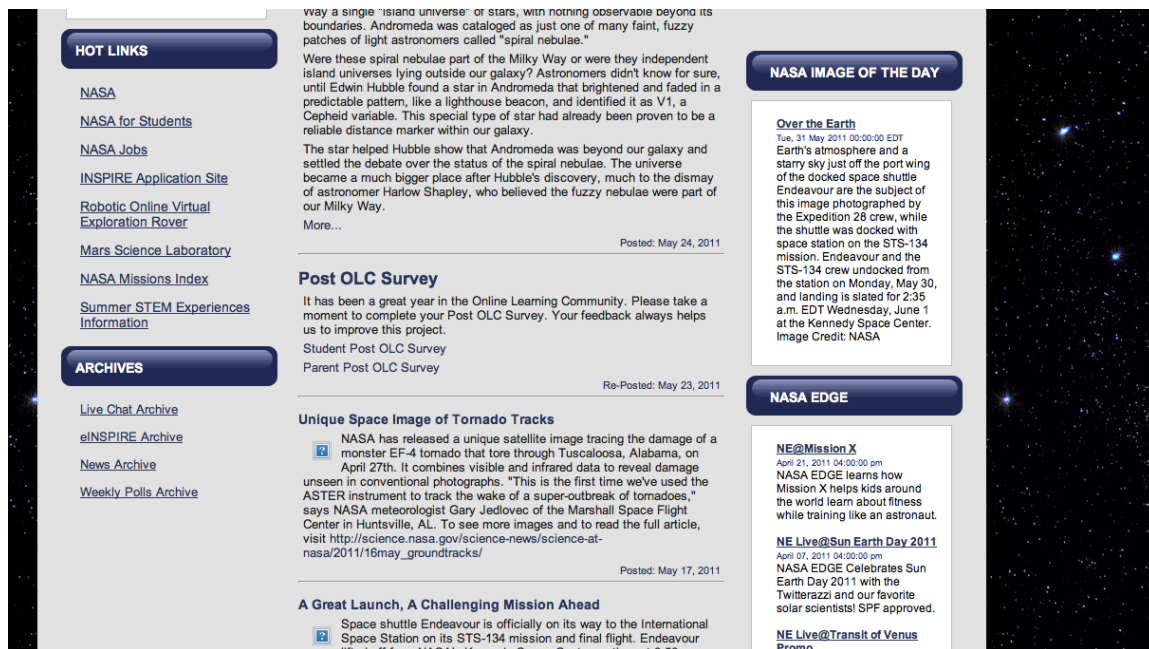 HOT LINKS
NASA
NASA for Students
NASA Jobs
INSPIRE Application Site
Robotic Online Virtual
Exploration Rover
Mars Science Laboratory
NASA Missions Index
Summer STEM Experiences
Information
ARCHIVES
Live Chat Archive
eINSPIRE Archive
News Archive
Weekly Polls Archive
Way a single "island universe" of stars, with nothing observable beyond its
boundaries. Andromeda was cataloged as just one of many faint, fuzzy
patches of light astronomers called "spiral nebulae."
Were these spiral nebulae part of the Milky Way or were they independent
island universes lying outside our galaxy? Astronomers didn't know for sure,
until Edwin Hubble found a star in Andromeda that brightened and faded in a
predictable pattern, like a lighthouse beacon, and identified it as V1, a
Cepheid variable. This special type of star had already been proven to be a
reliable distance marker within our galaxy.
The star helped Hubble show that Andromeda was beyond our galaxy and
settled the debate over the status of the spiral nebulae. The universe
became a much bigger place after Hubble's discovery, much to the dismay
of astronomer Harlow Shapley, who believed the fuzzy nebulae were part of
our Milky Way.
More...
Posted: May 24, 2011
Post OLC Survey
It has been a great year in the Online Learning Community. Please take a
moment to complete your Post OLC Survey. Your feedback always helps
us to improve this project.
Student Post OLC Survey
Parent Post OLC Survey
Re-Posted: May 23, 2011
Unique Space Image of Tornado Tracks
NASA has released a unique satellite image tracing the damage of a
monster EF-4 tornado that tore through Tuscaloosa, Alabama, on
April 27th. It combines visible and infrared data to reveal damage
unseen in conventional photographs. "This is the first time we've used the
ASTER instrument to track the wake of a super-outbreak of tornadoes,"
says NASA meteorologist Gary Jedlovec of the Marshall Space Flight
Center in Huntsville, AL. To see more images and to read the full article,
visit http://science.nasa.gov/science-news/science-at-
nasa/2011/16may_groundtracks/
Posted: May 17, 2011
A Great Launch, A Challenging Mission Ahead
Space shuttle Endeavour is officially on its way to the International
Space Station on its STS-134 mission and final flight. Endeavour
NASA IMAGE OF THE DAY
Over the Earth
Tue, 31 May 2011 00:00:00 EDT
Earth's atmosphere and a
starry sky just off the port wing
of the docked space shuttle
Endeavour are the subject of
this image photographed by
the Expedition 28 crew, while
the shuttle was docked with
space station on the STS-134
mission. Endeavour and the
STS-134 crew undocked from
the station on Monday, May 30,
and landing is slated for 2:35
a.m. EDT Wednesday, June 1
at the Kennedy Space Center.
Image Credit: NASA
NASA EDGE
NE@Mission X
April 21, 2011 04:00:00 pm
NASA EDGE learns how
Mission X helps kids around
the world learn about fitness
while training like an astronaut.
NE Live@Sun Earth Day 2011
April 07, 2011 04:00:00 pm
NASA EDGE Celebrates Sun
Earth Day 2011 with the
Twitterazzi and our favorite
solar scientists! SPF approved.
NE Live@Transit of Venus
Promo